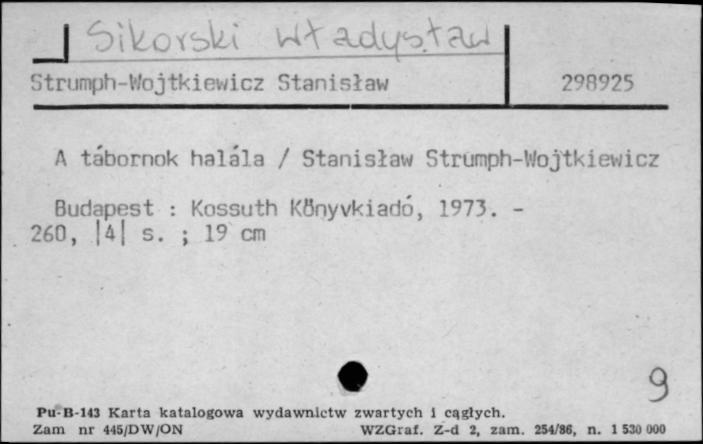 Sikorski Władysław
Strumph-Wojtkiewicz Stanisław 298925
A tábornok halála / Stanisław Strumph-Wojtkiewicz
Budapest : Kossuth Könyvkiadó, 1973. -
260, |4| s. ; 19 cm
9
Pu-B-143 Karta katalogowa wydawnictw zwartych i cągłych.
Zam nr 445/DW/ON WZGraf. Z-d 2, zam. 254/86, n. 1 530 000